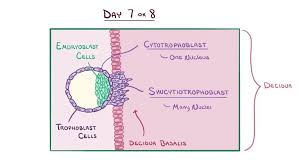 DAY 7 OR 8
EMBRYOBLAST
CELLS
CYTOTROPHOBLAST
- ONE NUCLEUS
SYNCYTIOTROPHOBLAST
- MANY NUCLEI
DECIDUA
TROPHOBLAST
CELLS
DECIDUA BASALIS